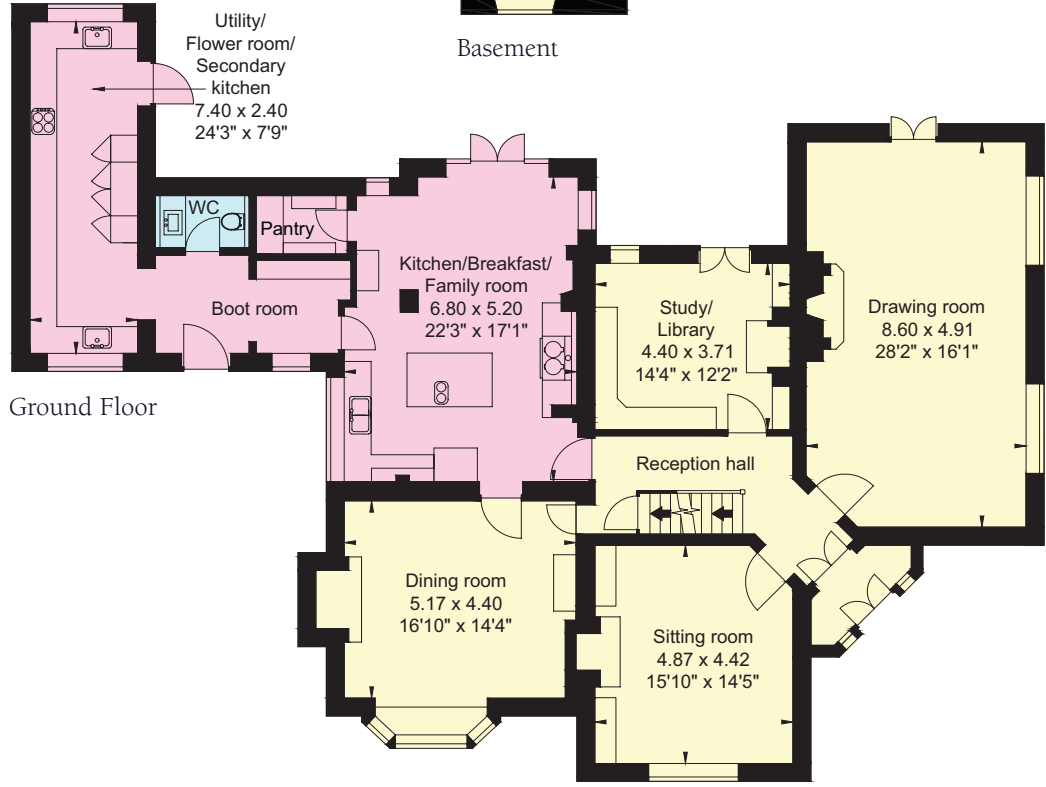 Basement
Utility/
Flower room/
Secondary
kitchen
7.40 x 2.40
24'3" x 7'9"
WC
Pantry
Boot room
Kitchen/Breakfast/
Family room
6.80 x 5.20
22'3" x 17'1"
Study/
Library
4.40 x 3.71
14'4" x 12'2"
Drawing room
8.60 x 4.91
28'2" x 16'1"
Ground Floor
Reception hall
Dining room
5.17 x 4.40
16'10" x 14'4"
Sitting room
4.87 x 4.42
15'10" x 14'5"